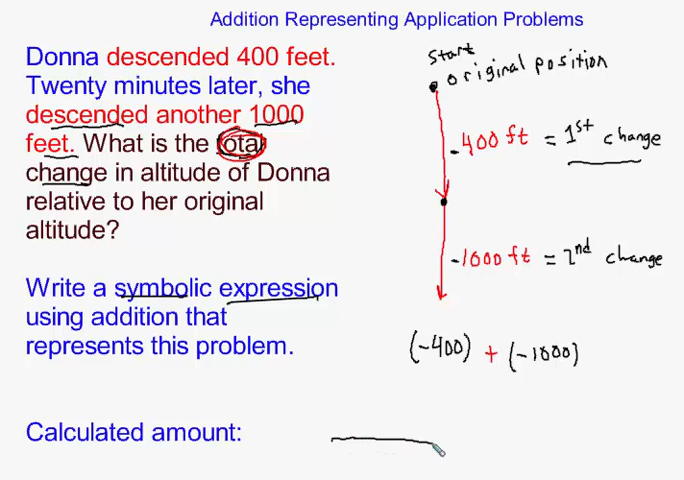 Addition Representing Application Problems
Donna descended 400 feet.
Twenty minutes later, she
descended another 1000
feet. What is the total
change in altitude of Donna
relative to her original
altitude?
Write a symbolic expression
using addition that
represents this problem.
Calculated amount:
start
original position
-400 ft = 1st change
-1000 ft = 2nd change
(-400) + (-1000)